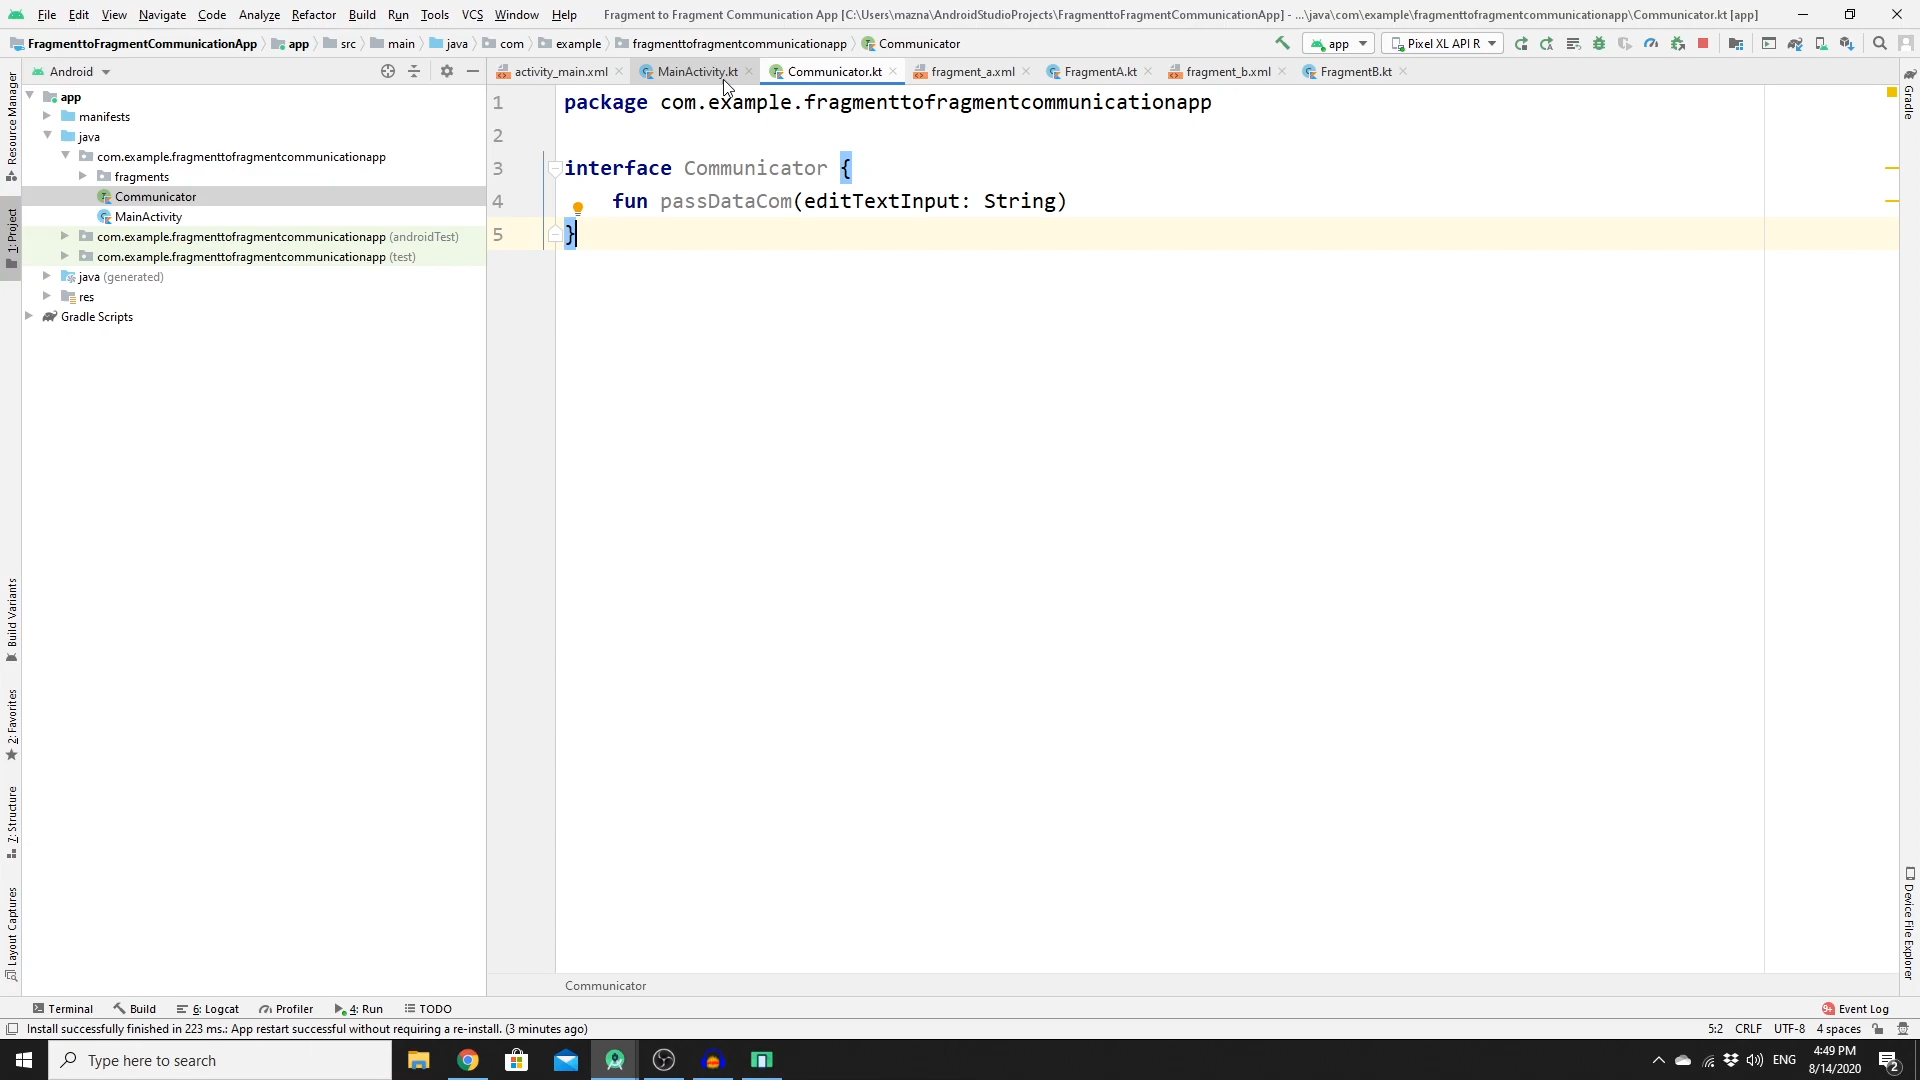 File Edit View Navigate Code Analyze Refactor Build Run Tools VCS Window Help Fragment to Fragment Communication App [C:\Users\mazna\AndroidStudioProjects\FragmenttoFragmentCommunicationApp] - ...\java\com\example\fragmenttofragmentcommunicationapp\Communicator.kt [app]
FragmenttoFragmentCommunicationApp app src main java com example fragmenttofragmentcommunicationapp Communicator app Pixel XL API R
Android activity_main.xml MainActivity.kt Communicator.kt fragment_a.xml FragmentA.kt fragment_b.xml FragmentB.kt
Resource Manager
1: Project
Build Variants
2: Favorites
7: Structure
Layout Captures
app
manifests
java
com.example.fragmenttofragmentcommunicationapp
fragments
Communicator
MainActivity
com.example.fragmenttofragmentcommunicationapp (androidTest)
com.example.fragmenttofragmentcommunicationapp (test)
java (generated)
res
Gradle Scripts
1 package com.example.fragmenttofragmentcommunicationapp
2
3 interface Communicator {
4 fun passDataCom(editTextInput: String)
5 }
Communicator
Gradle
Device File Explorer
Terminal Build 6: Logcat Profiler 4: Run TODO 9+ Event Log
Install successfully finished in 223 ms.: App restart successful without requiring a re-install. (3 minutes ago) 5:2 CRLF UTF-8 4 spaces
Type here to search ENG 4:49 PM
8/14/2020 2